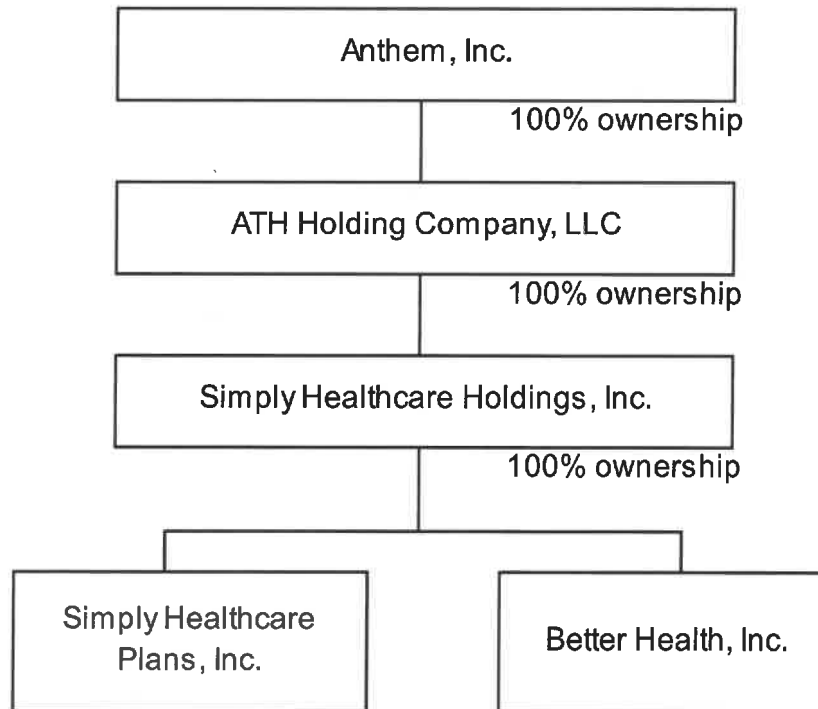 Anthem, Inc.
100% ownership
ATH Holding Company, LLC
100% ownership
Simply Healthcare Holdings, Inc.
100% ownership
Simply Healthcare
Plans, Inc.
Better Health, Inc.